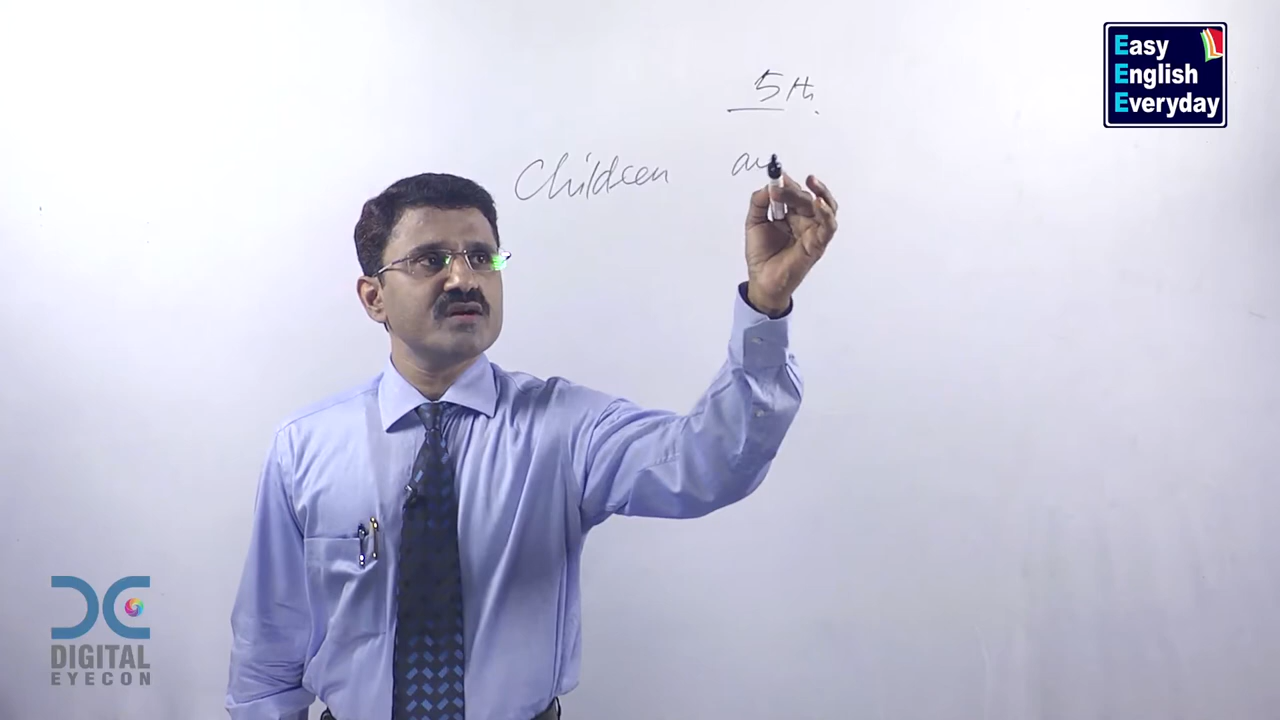 5th.
Children
Easy
English
Everyday
DIGITAL
EYECON